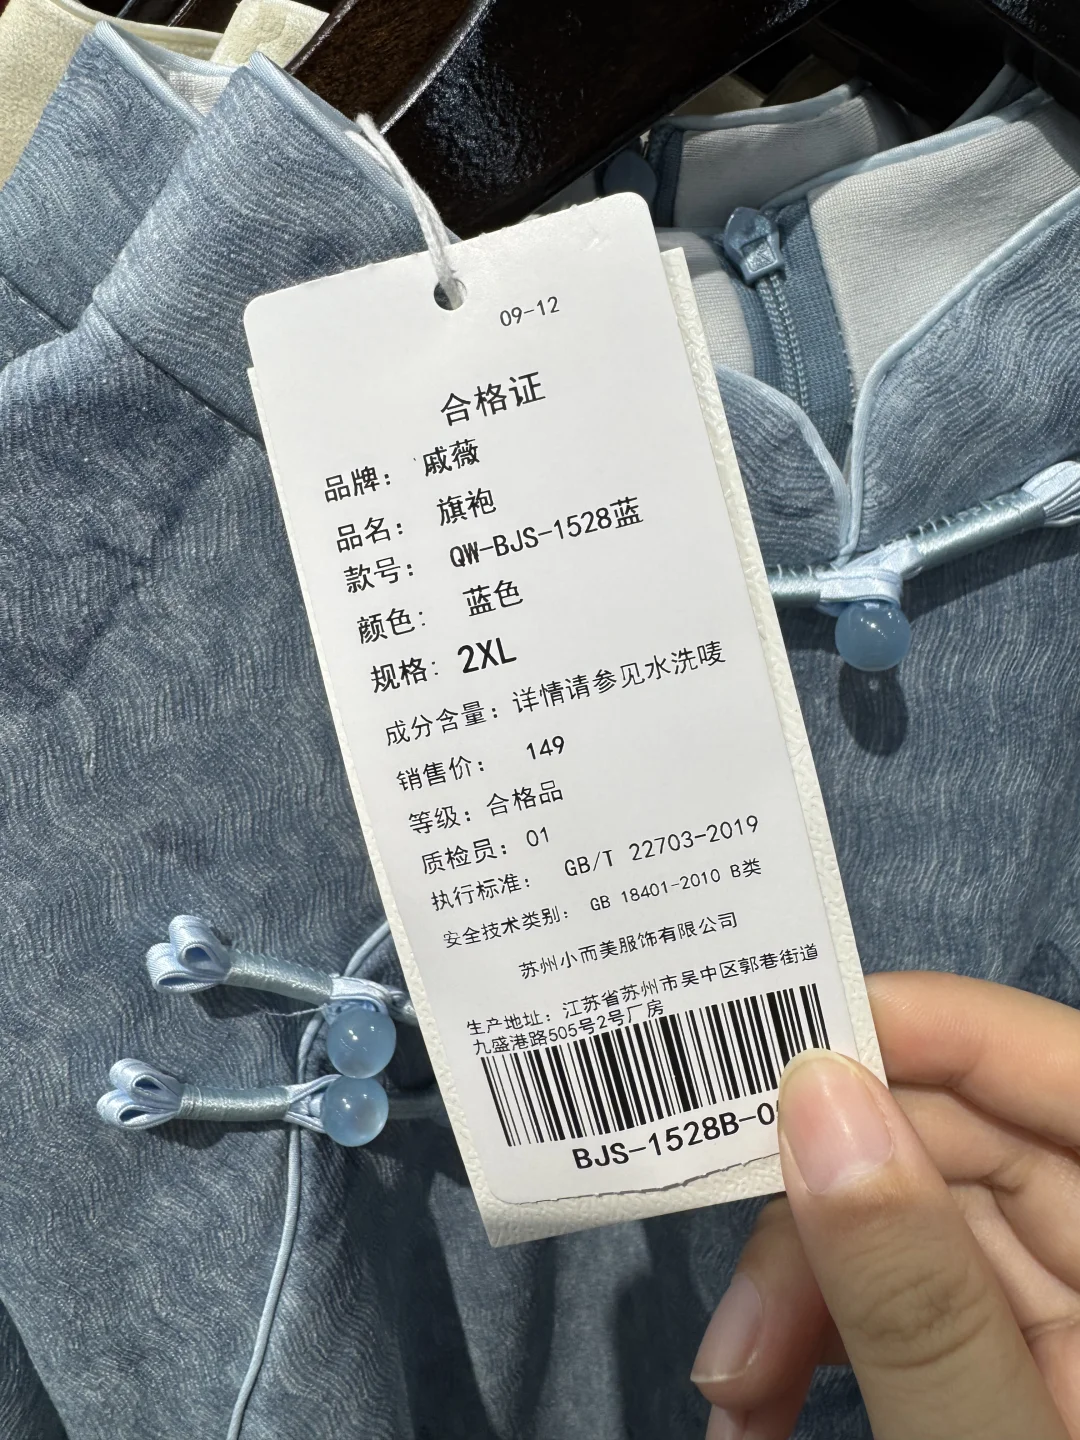 09-12
合格证
品牌： 戚薇
品名： 旗袍
款号： QW-BJS-1528蓝
颜色： 蓝色
规格： 2XL
成分含量：详情请参见水洗唛
销售价： 149
等级：合格品
质检员：01
执行标准： GB/T 22703-2019
安全技术类别： GB 18401-2010 B类
苏州小而美服饰有限公司
生产地址：江苏省苏州市吴中区郭巷街道
九盛港路505号2号厂房
BJS-1528B-0